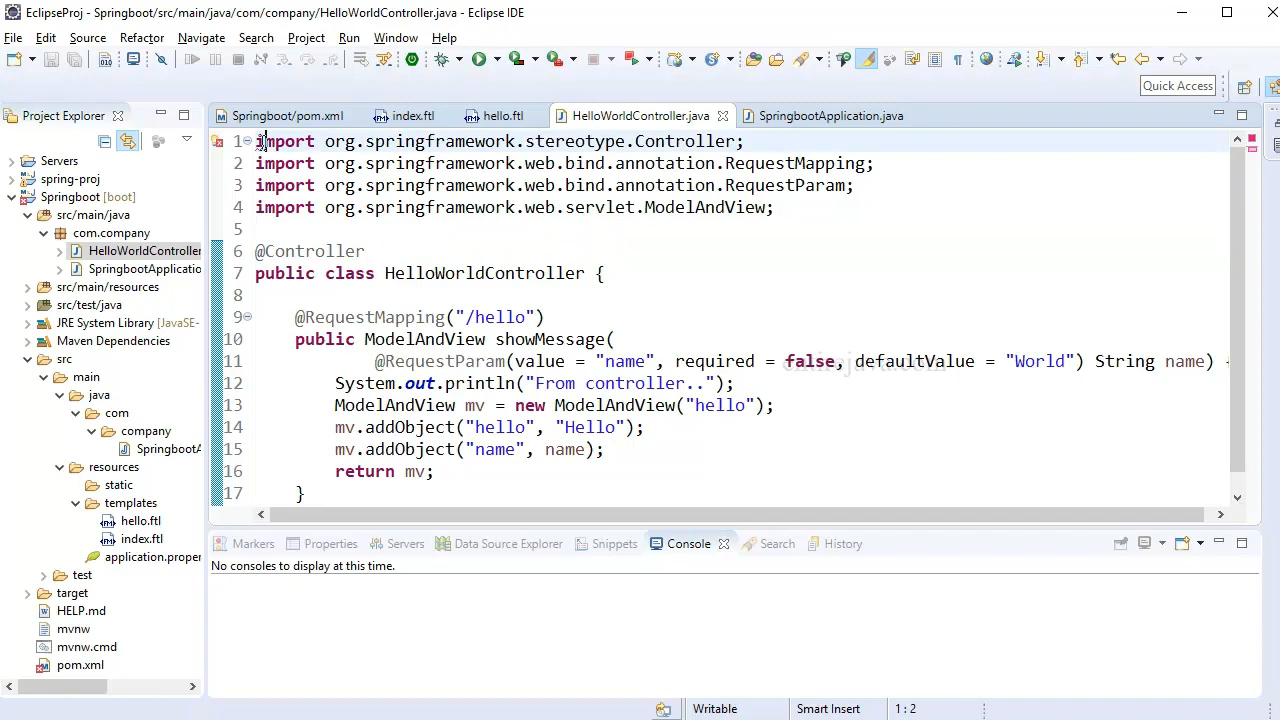 EclipseProj - Springboot/src/main/java/com/company/HelloWorldController.java - Eclipse IDE
File Edit Source Refactor Navigate Search Project Run Window Help
Quick Access
Project Explorer
Servers
spring-proj
Springboot [boot]
src/main/java
com.company
HelloWorldController
SpringbootApplicatio
src/main/resources
src/test/java
JRE System Library [JavaSE-
Maven Dependencies
src
main
java
com
company
SpringbootA
resources
static
templates
hello.ftl
index.ftl
application.proper
test
target
HELP.md
mvnw
mvnw.cmd
pom.xml
Springboot/pom.xml index.ftl hello.ftl HelloWorldController.java SpringbootApplication.java
1 import org.springframework.stereotype.Controller;
2 import org.springframework.web.bind.annotation.RequestMapping;
3 import org.springframework.web.bind.annotation.RequestParam;
4 import org.springframework.web.servlet.ModelAndView;
5
6 @Controller
7 public class HelloWorldController {
8
9 @RequestMapping("/hello")
10 public ModelAndView showMessage(
11 @RequestParam(value = "name", required = false, defaultValue = "World") String name) {
12 System.out.println("From controller..");
13 ModelAndView mv = new ModelAndView("hello");
14 mv.addObject("hello", "Hello");
15 mv.addObject("name", name);
16 return mv;
17 }
Markers Properties Servers Data Source Explorer Snippets Console Search History
No consoles to display at this time.
Writable Smart Insert 1 : 2